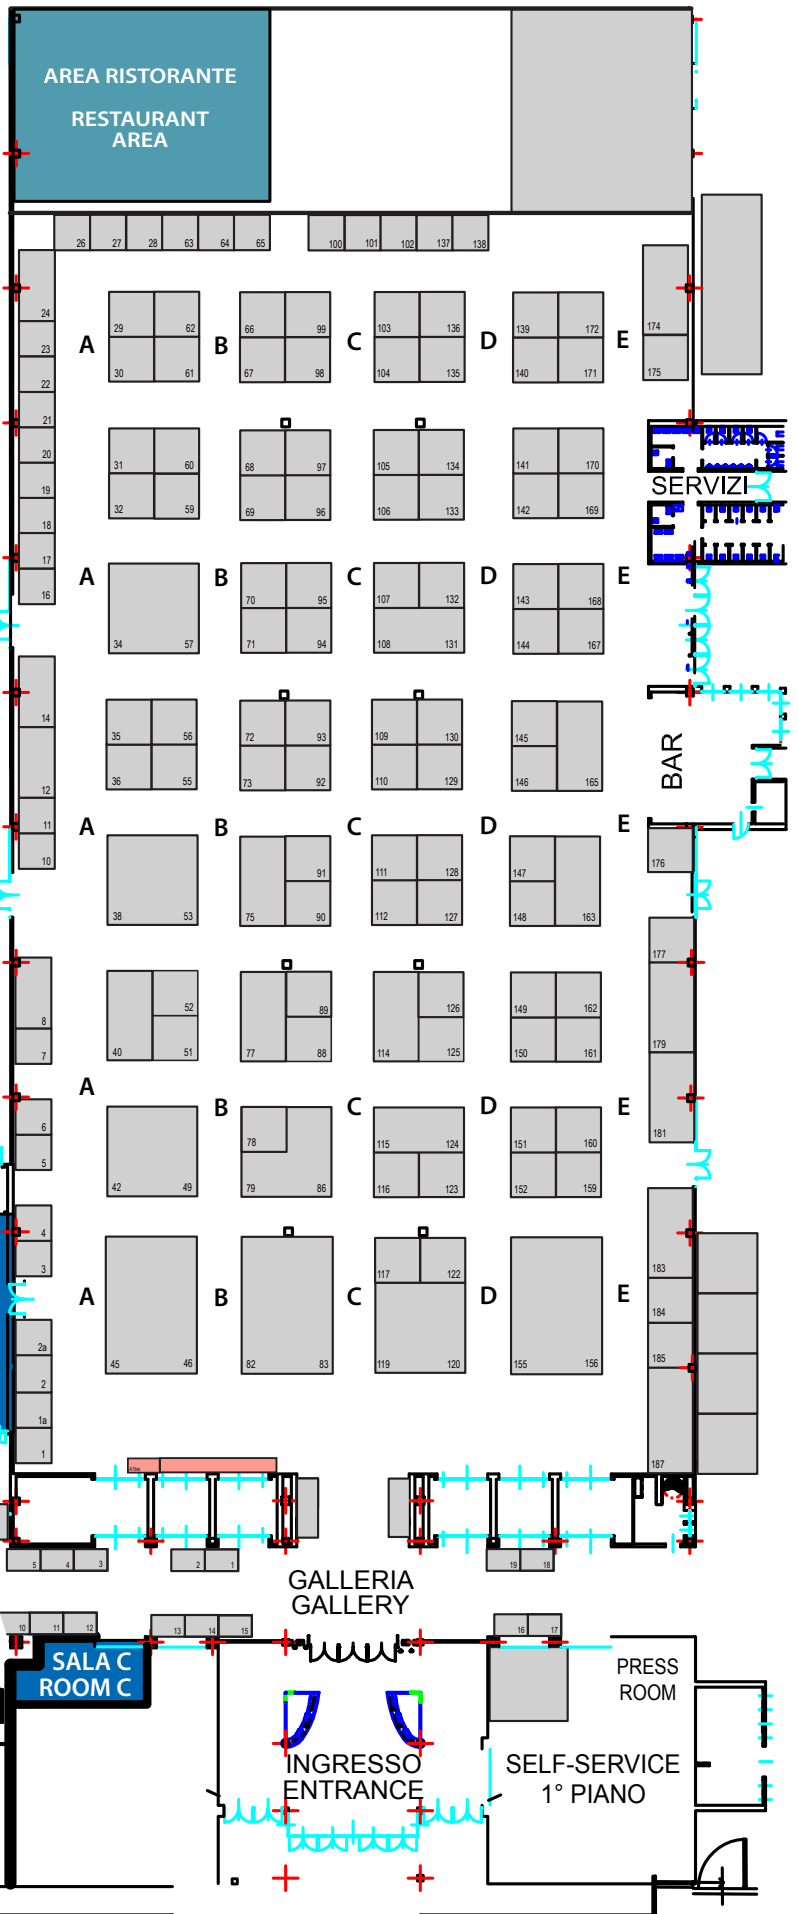 AREA RISTORANTE
RESTAURANT
AREA
26 27 28 63 64 65 100 101 102 137 138
24
23
22
21
20
19
18
17
16
14
12
11
10
8
7
6
5
4
3
2a
2
1a
1
A B C D E
29 62 66 99 103 136 139 172 174
30 61 67 98 104 135 140 171 175
31 60 68 97 105 134 141 170
32 59 69 96 106 133 142 169
SERVIZI
A B C D E
70 95 107 132 143 168
34 57 71 94 108 131 144 167
35 56 72 93 109 130 145
36 55 73 92 110 129 146 165
BAR
A B C D E
91 111 128 147 176
38 53 75 90 112 127 148 163
177
52 89 126 149 162
40 51 77 88 114 125 150 161
179
A B C D E
78 115 124 151 160 181
42 49 79 86 116 123 152 159
A B C D E
117 122 183
184
185
45 46 82 83 119 120 155 156
187
5 4 3 2 1 19 18
GALLERIA
GALLERY
10 11 12 13 14 15 16 17
SALA C
ROOM C
PRESS
ROOM
INGRESSO
ENTRANCE
SELF-SERVICE
1° PIANO